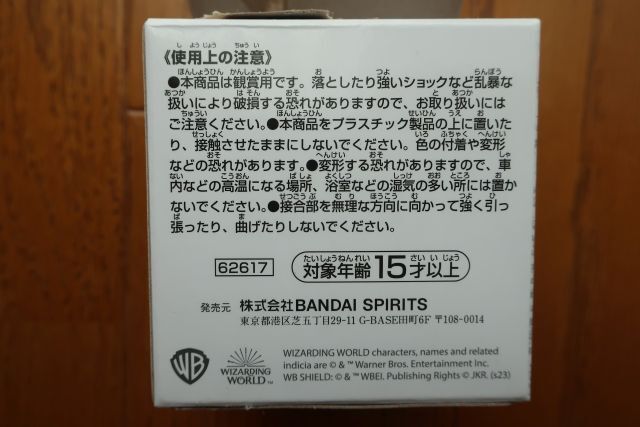 《使用上の注意》
●本商品は観賞用です。落としたり強いショックなど乱暴な
扱いにより破損する恐れがありますので、お取り扱いには
ご注意ください。●本商品をプラスチック製品の上に置いた
り、接触させたままにしないでください。色の付着や変形
などの恐れがあります。●変形する恐れがありますので、車
内などの高温になる場所、浴室などの湿気の多い所には置か
ないでください。●接合部を無理な方向に向かって強く引っ
張ったり、曲げたりしないでください。
62617
対象年齢15才以上
発売元 株式会社BANDAI SPIRITS
東京都港区芝五丁目29-11 G-BASE田町6F 〒108-0014
WB
WIZARDING
WORLD™
WIZARDING WORLD characters, names and related
indicia are © & ™ Warner Bros. Entertainment Inc.
WB SHIELD: © & ™ WBEI. Publishing Rights © JKR. (s23)